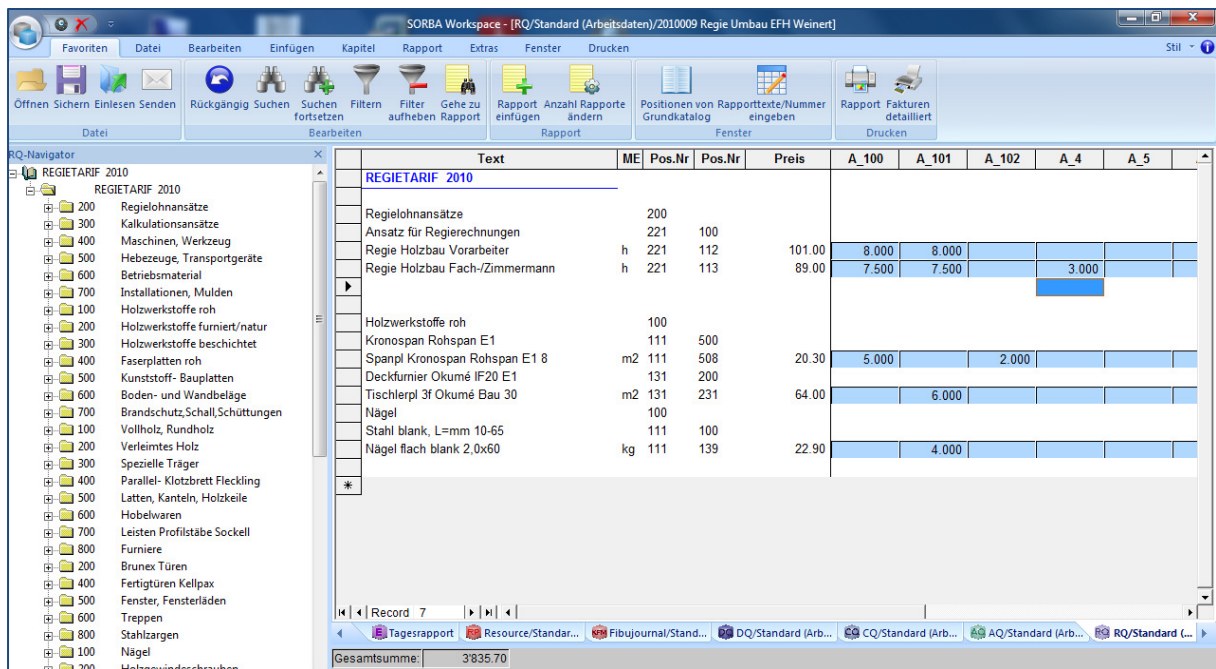 SORBA Workspace - [RQ/Standard (Arbeitsdaten)/2010009 Regie Umbau EFH Weinert]
Favoriten Datei Bearbeiten Einfügen Kapitel Rapport Extras Fenster Drucken Stil
Öffnen Sichern Einlesen Senden Rückgängig Suchen Suchen fortsetzen Filtern Filter aufheben Gehe zu Rapport Rapport einfügen Anzahl Rapporte ändern Positionen von Grundkatalog Rapporttexte/Nummer eingeben Rapport Fakturen detailliert
Datei Bearbeiten Rapport Fenster Drucken
RQ-Navigator
REGIETARIF 2010
REGIETARIF 2010
200 Regielohnansätze
300 Kalkulationsansätze
400 Maschinen, Werkzeug
500 Hebezeuge, Transportgeräte
600 Betriebsmaterial
700 Installationen, Mulden
100 Holzwerkstoffe roh
200 Holzwerkstoffe furniert/natur
300 Holzwerkstoffe beschichtet
400 Faserplatten roh
500 Kunststoff- Bauplatten
600 Boden- und Wandbeläge
700 Brandschutz,Schall,Schüttungen
100 Vollholz, Rundholz
200 Verleimtes Holz
300 Spezielle Träger
400 Parallel- Klotzbrett Fleckling
500 Latten, Kanteln, Holzkeile
600 Hobelwaren
700 Leisten Profilstäbe Sockell
800 Furniere
200 Brunex Türen
400 Fertigtüren Kellpax
500 Fenster, Fensterläden
600 Treppen
800 Stahlzargen
100 Nägel
200 Holzgewindeschrauben
Text ME Pos.Nr Pos.Nr Preis A_100 A_101 A_102 A_4 A_5
REGIETARIF 2010
Regielohnansätze 200
Ansatz für Regierechnungen 221 100
Regie Holzbau Vorarbeiter h 221 112 101.00 8.000 8.000
Regie Holzbau Fach-/Zimmermann h 221 113 89.00 7.500 7.500 3.000
Holzwerkstoffe roh 100
Kronospan Rohspan E1 111 500
Spanpl Kronospan Rohspan E1 8 m2 111 508 20.30 5.000 2.000
Deckfurnier Okumé IF20 E1 131 200
Tischlerpl 3f Okumé Bau 30 m2 131 231 64.00 6.000
Nägel 100
Stahl blank, L=mm 10-65 111 100
Nägel flach blank 2,0x60 kg 111 139 22.90 4.000
Record 7
Tagesrapport Resource/Standar... Fibujournal/Stand... DQ/Standard (Arb... CQ/Standard (Arb... AQ/Standard (Arb... RQ/Standard (...
Gesamtsumme: 3'835.70